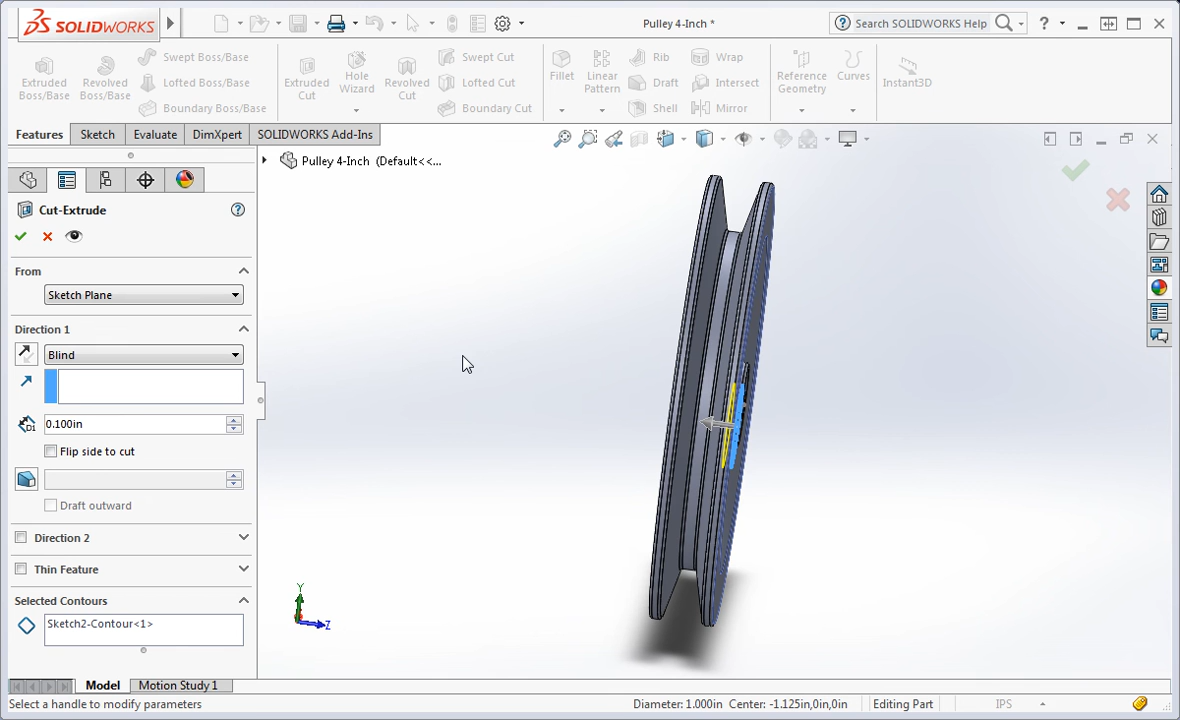 SOLIDWORKS
Pulley 4-Inch *
Search SOLIDWORKS Help
Extruded Boss/Base
Revolved Boss/Base
Swept Boss/Base
Lofted Boss/Base
Boundary Boss/Base
Extruded Cut
Hole Wizard
Revolved Cut
Swept Cut
Lofted Cut
Boundary Cut
Fillet
Linear Pattern
Rib
Draft
Shell
Wrap
Intersect
Mirror
Reference Geometry
Curves
Instant3D
Features
Sketch
Evaluate
DimXpert
SOLIDWORKS Add-Ins
Pulley 4-Inch (Default<<...
Cut-Extrude
From
Sketch Plane
Direction 1
Blind
D1
0.100in
Flip side to cut
Draft outward
Direction 2
Thin Feature
Selected Contours
Sketch2-Contour<1>
Y
Z
Model
Motion Study 1
Select a handle to modify parameters
Diameter: 1.000in Center: -1.125in,0in,0in
Editing Part
IPS